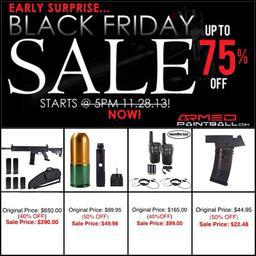 EARLY SURPRISE...
BLACK FRIDAY
SALE
UP TO
75%
OFF
STARTS @ 5PM 11.28.13!
NOW!
ARMED
PAINTBALL.COM
Original Price: $650.00
(40% OFF)
Sale Price: $390.00
Original Price: $99.95
(50% OFF)
Sale Price: $49.98
Original Price: $165.00
(40% OFF)
Sale Price: $99.00
Original Price: $44.95
(50% OFF)
Sale Price: $22.48